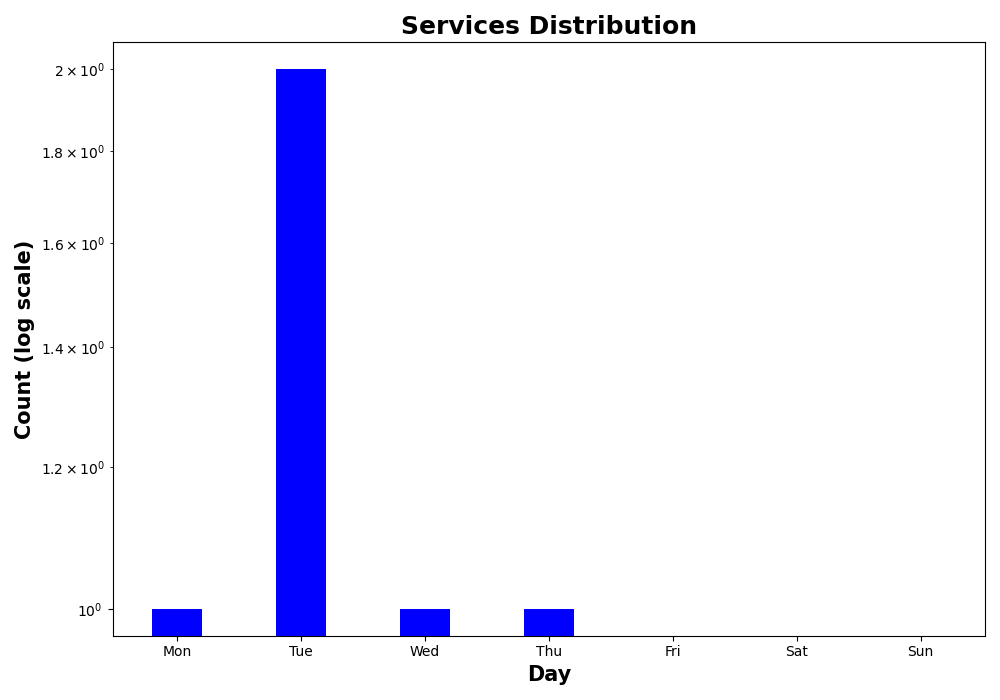 Services Distribution
Count (log scale)
2 × 10⁰
1.8 × 10⁰
1.6 × 10⁰
1.4 × 10⁰
1.2 × 10⁰
10⁰
Mon Tue Wed Thu Fri Sat Sun
Day